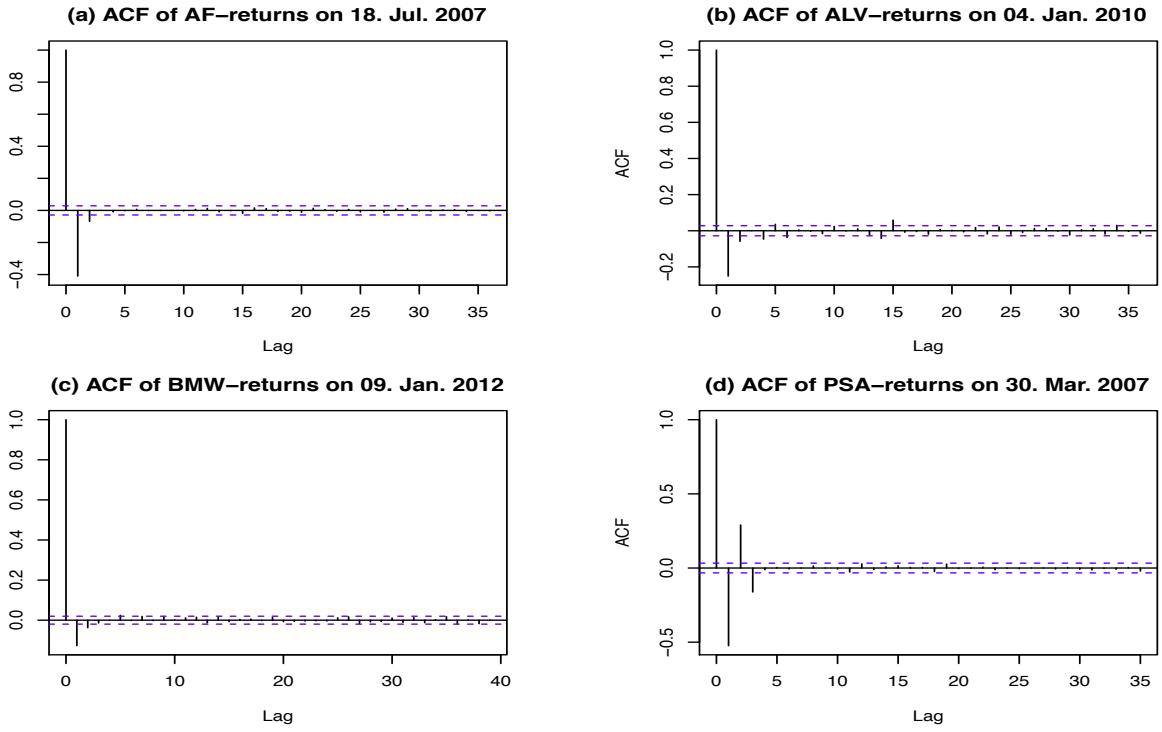 (a) ACF of AF−returns on 18. Jul. 2007
0.8
0.4
0.0
−0.4
0 5 10 15 20 25 30 35
Lag
(b) ACF of ALV−returns on 04. Jan. 2010
ACF
1.0
0.8
0.6
0.4
0.2
−0.2
0 5 10 15 20 25 30 35
Lag
(c) ACF of BMW−returns on 09. Jan. 2012
1.0
0.8
0.6
0.4
0.2
0.0
0 10 20 30 40
Lag
(d) ACF of PSA−returns on 30. Mar. 2007
ACF
1.0
0.5
0.0
−0.5
0 5 10 15 20 25 30 35
Lag